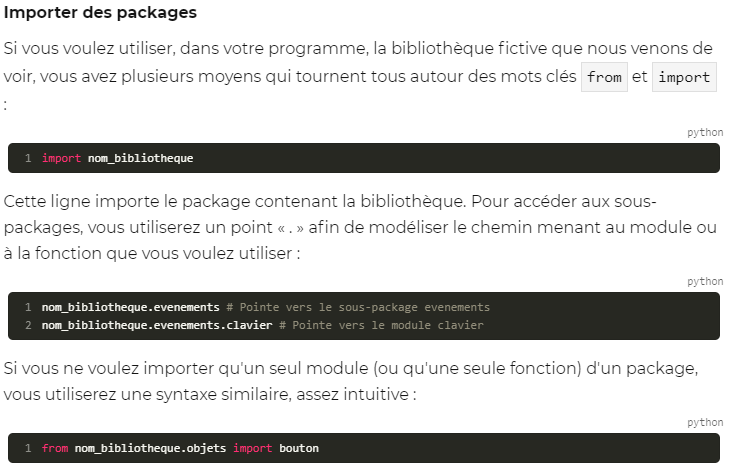 Importer des packages
Si vous voulez utiliser, dans votre programme, la bibliothèque fictive que nous venons de
voir, vous avez plusieurs moyens qui tournent tous autour des mots clés from et import
:
python
1 import nom_bibliotheque
Cette ligne importe le package contenant la bibliothèque. Pour accéder aux sous-
packages, vous utiliserez un point « . » afin de modéliser le chemin menant au module ou
à la fonction que vous voulez utiliser :
python
1 nom_bibliotheque.evenements # Pointe vers le sous-package evenements
2 nom_bibliotheque.evenements.clavier # Pointe vers le module clavier
Si vous ne voulez importer qu'un seul module (ou qu'une seule fonction) d'un package,
vous utiliserez une syntaxe similaire, assez intuitive :
python
1 from nom_bibliotheque.objets import bouton